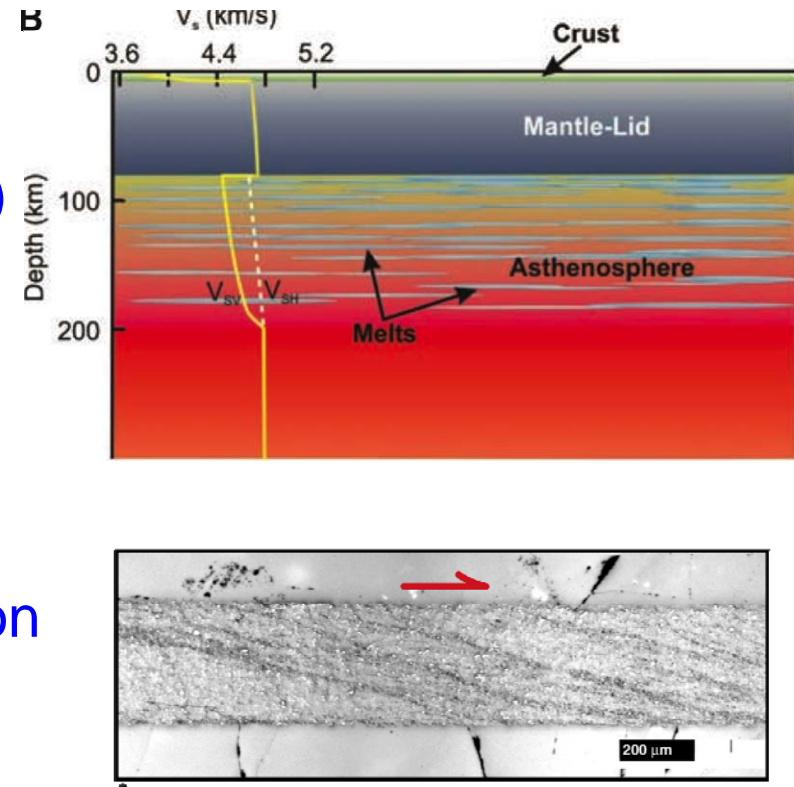 B
Vs (km/s)
3.6 4.4 5.2
Crust
0
Mantle-Lid
100
Depth (km)
Asthenosphere
VSV VSH
Melts
200
on
200 µm